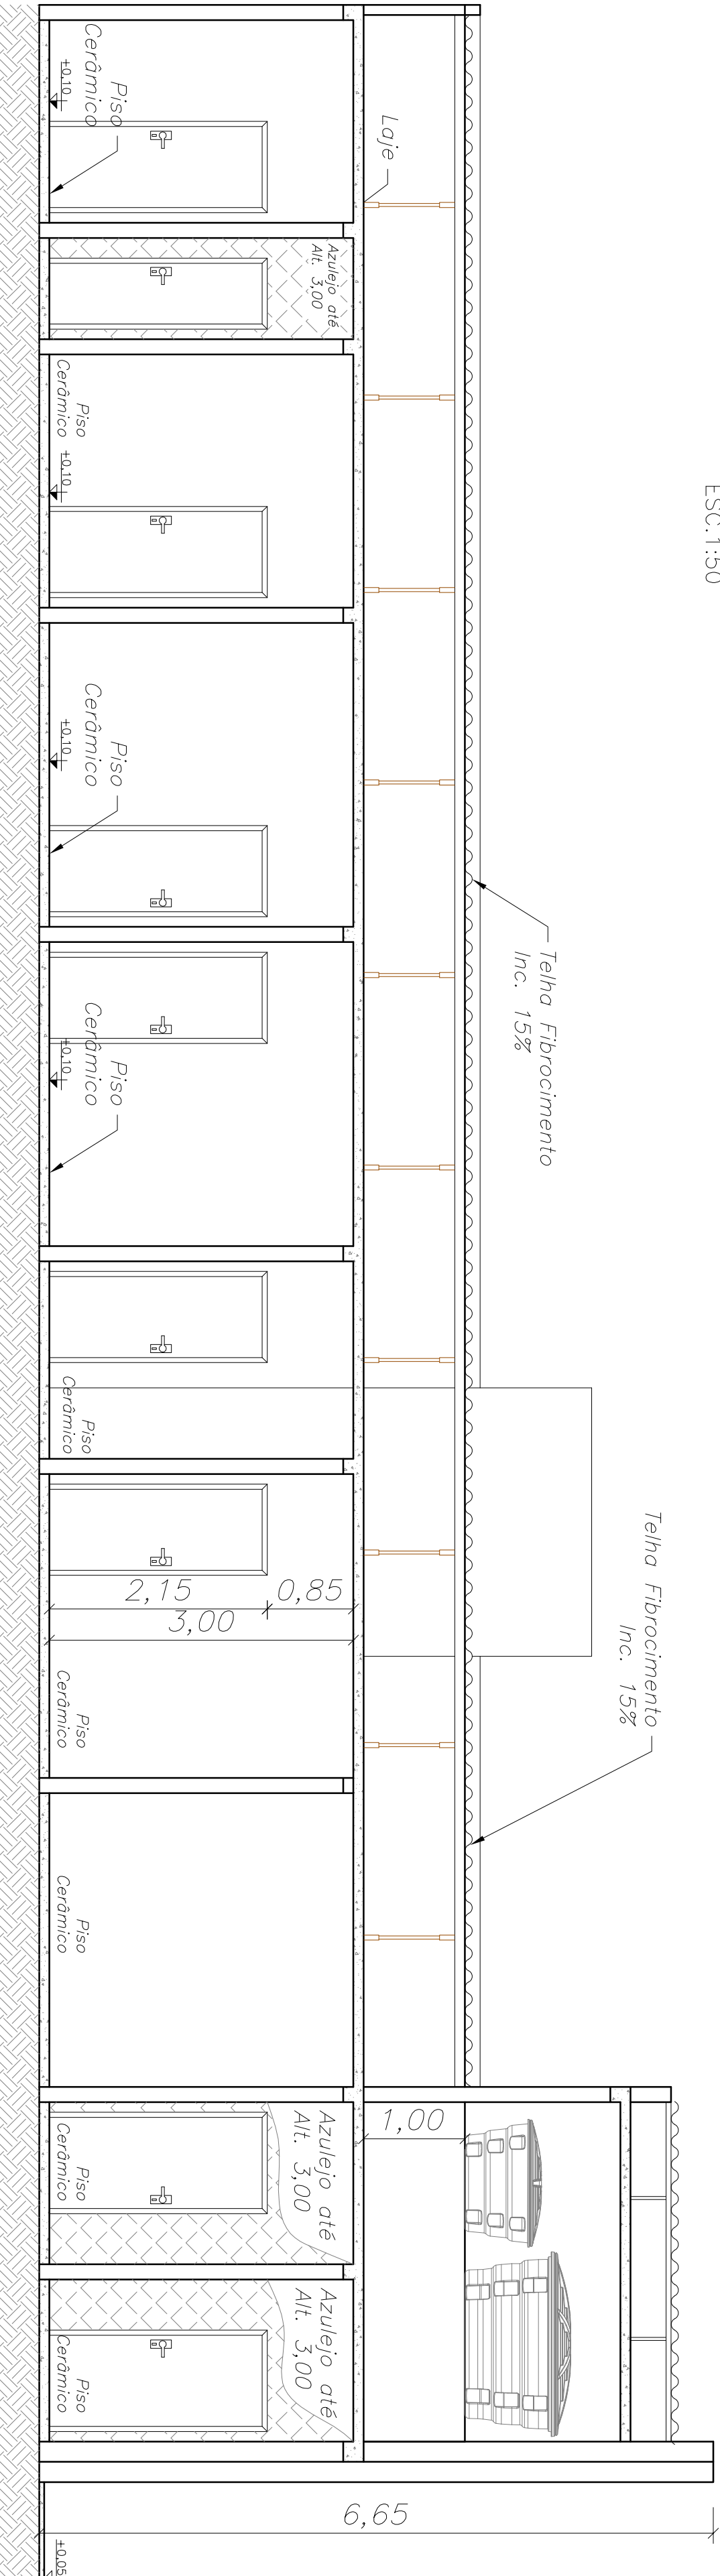 ESC.1:50
Telha Fibrocimento
Inc. 15%
Telha Fibrocimento
Inc. 15%
Laje
Piso
Cerâmico
+0,10
Azulejo até
Alt. 3,00
Piso
Cerâmico
+0,10
Piso
Cerâmico
+0,10
Piso
Cerâmico
+0,10
Piso
Cerâmico
2,15
0,85
3,00
Piso
Cerâmico
Piso
Cerâmico
1,00
Azulejo até
Alt. 3,00
Piso
Cerâmico
Azulejo até
Alt. 3,00
Piso
Cerâmico
6,65
+0,05